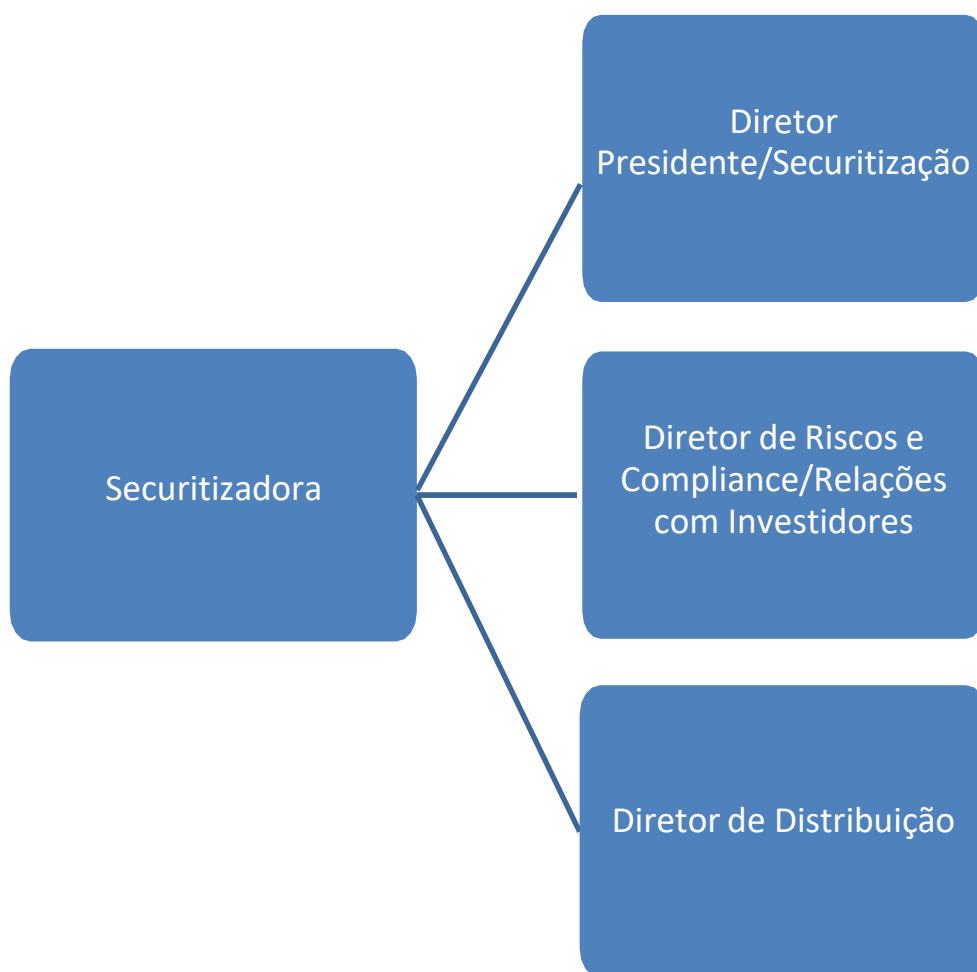 Diretor
Presidente/Securitização
Securitizadora
Diretor de Riscos e
Compliance/Relações
com Investidores
Diretor de Distribuição